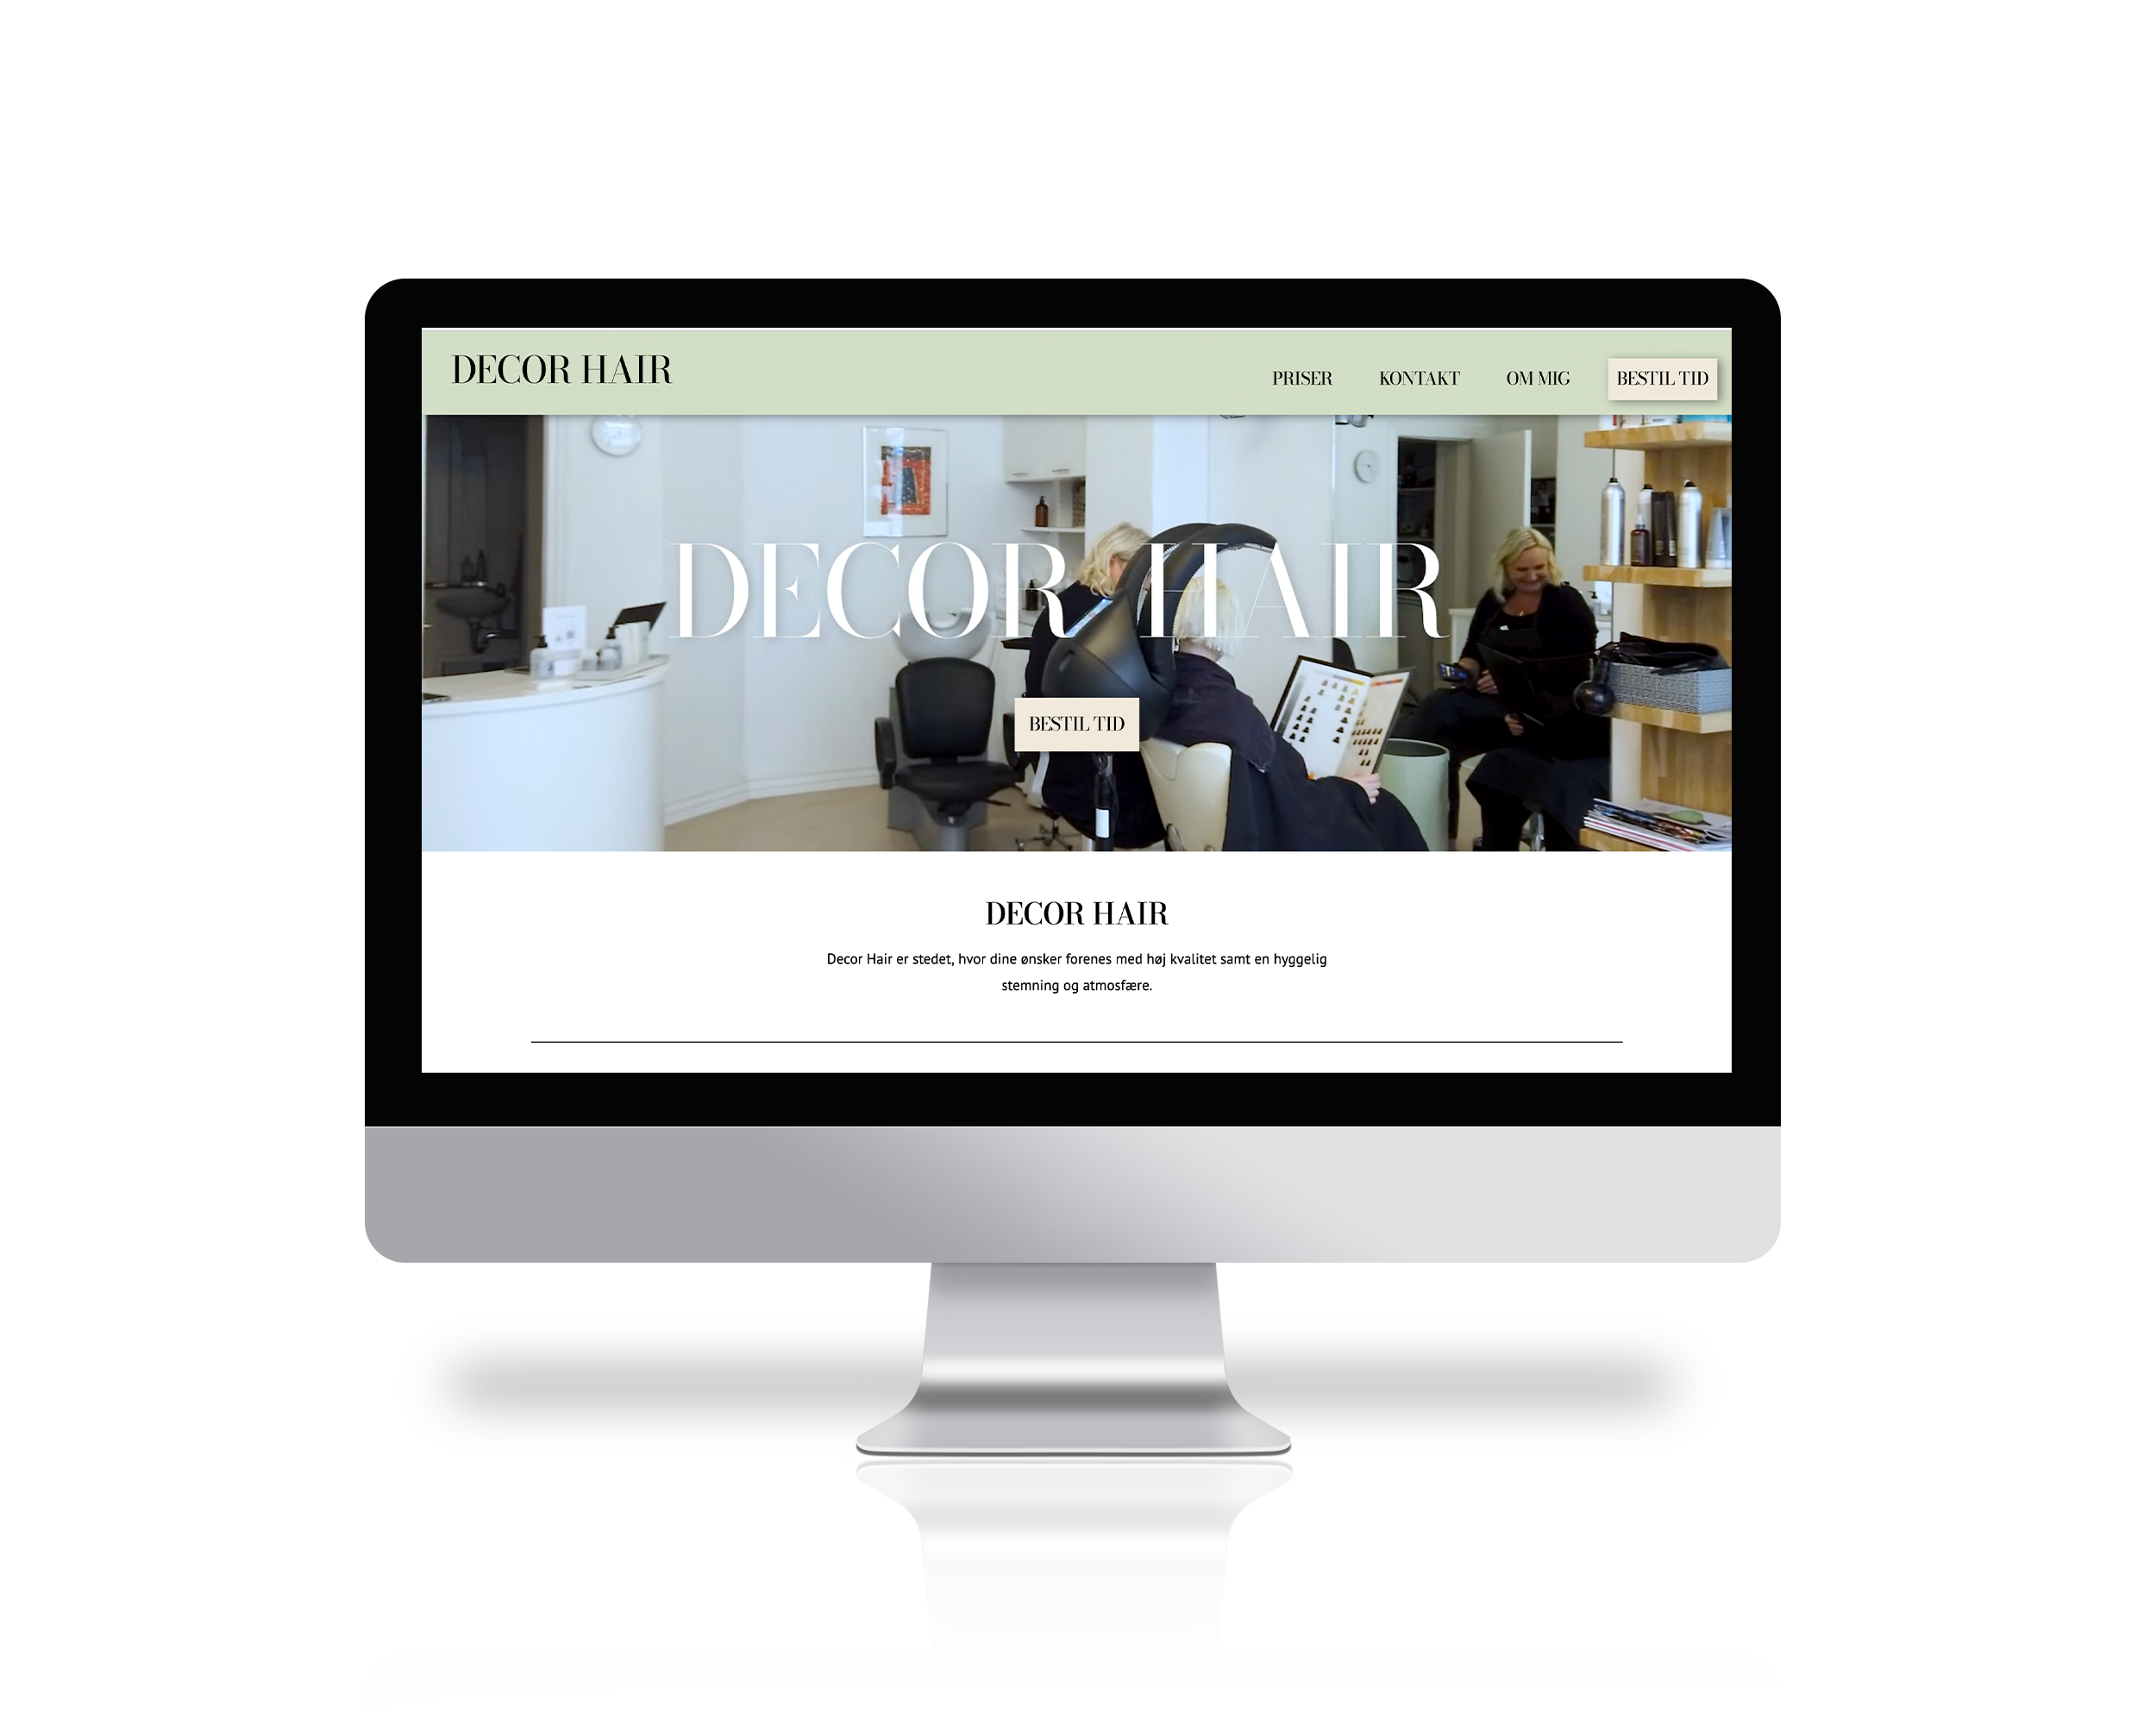 DECOR HAIR
PRISER KONTAKT OM MIG BESTIL TID
DECOR HAIR
BESTIL TID
DECOR HAIR
Decor Hair er stedet, hvor dine ønsker forenes med høj kvalitet samt en hyggelig
stemning og atmosfære.